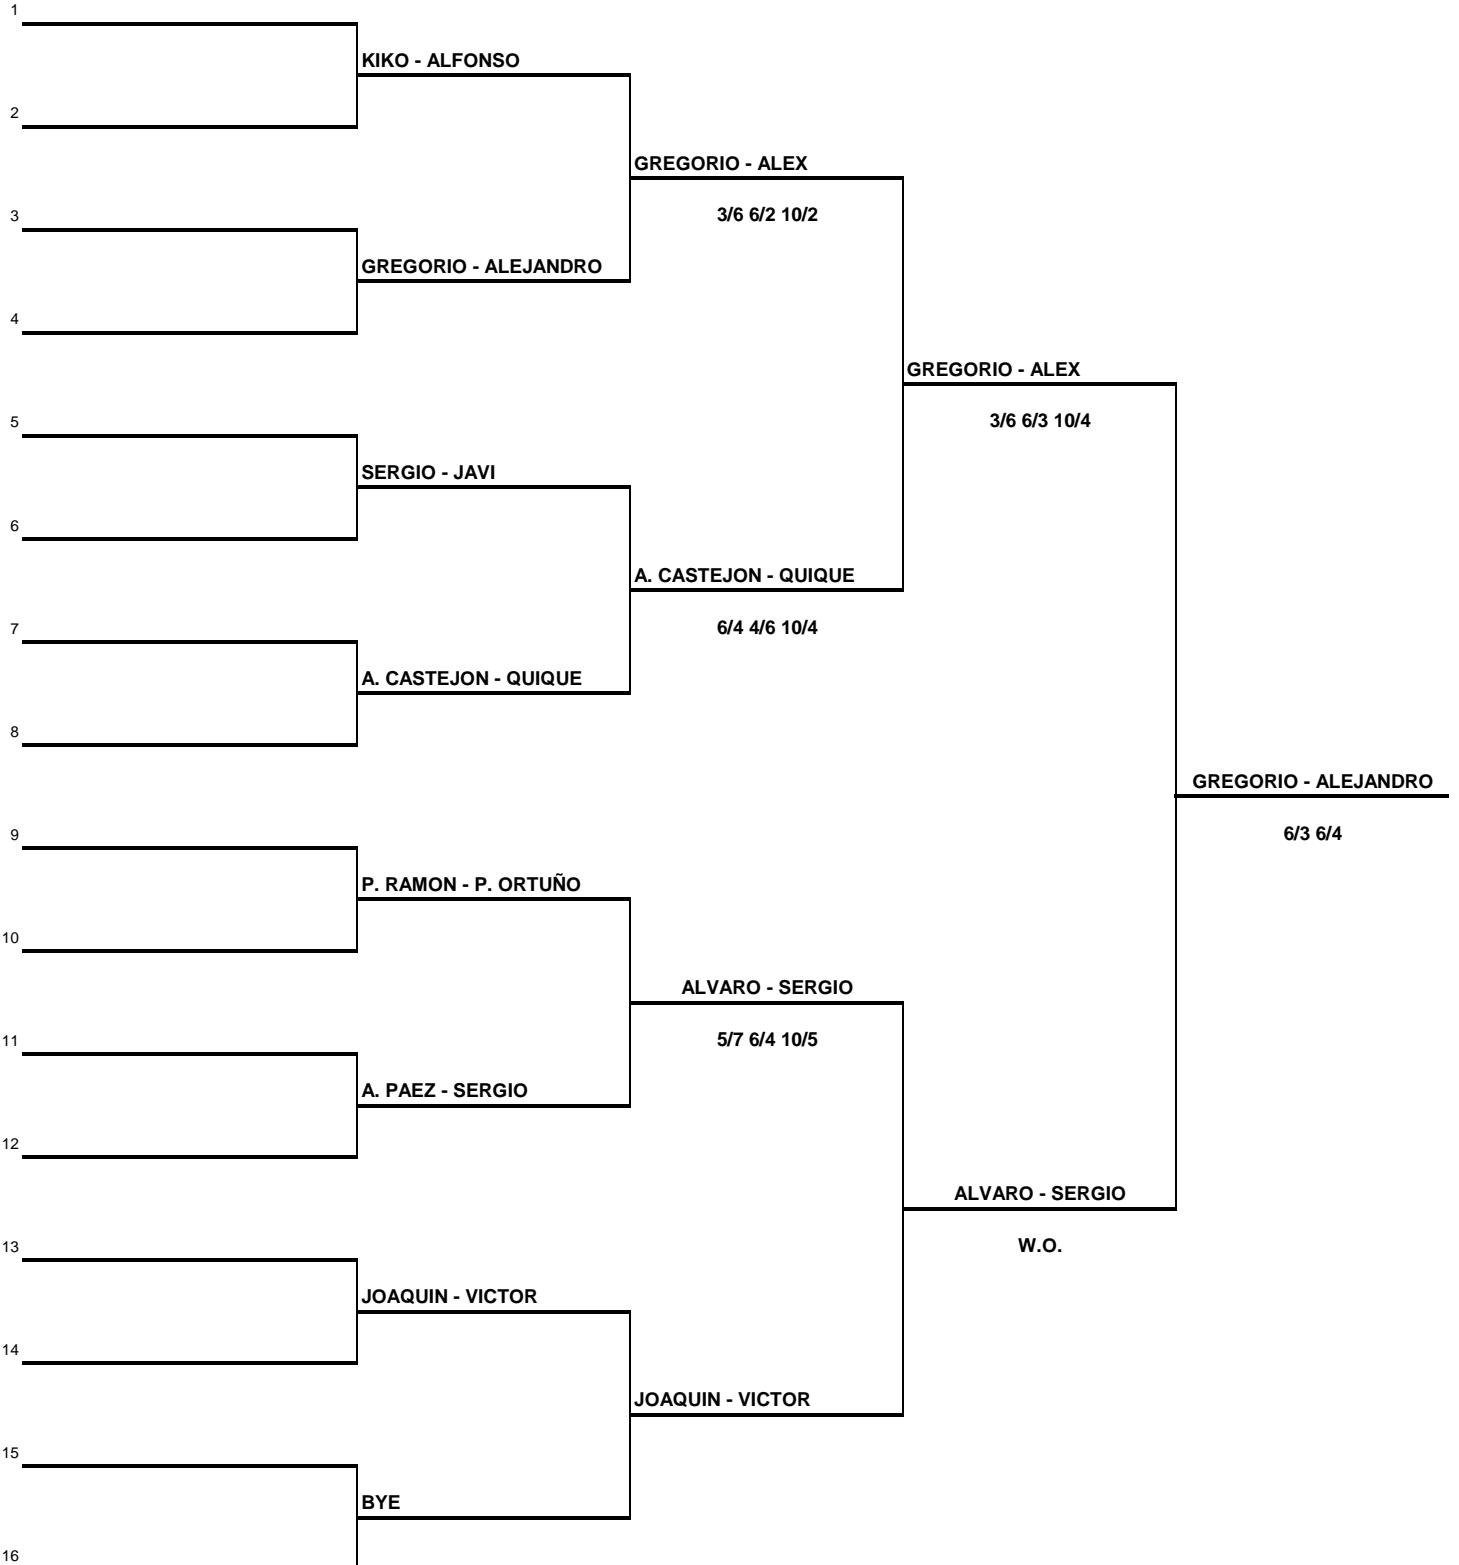 1
KIKO - ALFONSO
2
GREGORIO - ALEX
3
3/6 6/2 10/2
GREGORIO - ALEJANDRO
4
GREGORIO - ALEX
5
3/6 6/3 10/4
SERGIO - JAVI
6
A. CASTEJON - QUIQUE
7
6/4 4/6 10/4
A. CASTEJON - QUIQUE
8
GREGORIO - ALEJANDRO
9
6/3 6/4
P. RAMON - P. ORTUÑO
10
ALVARO - SERGIO
11
5/7 6/4 10/5
A. PAEZ - SERGIO
12
ALVARO - SERGIO
13
W.O.
JOAQUIN - VICTOR
14
JOAQUIN - VICTOR
15
BYE
16